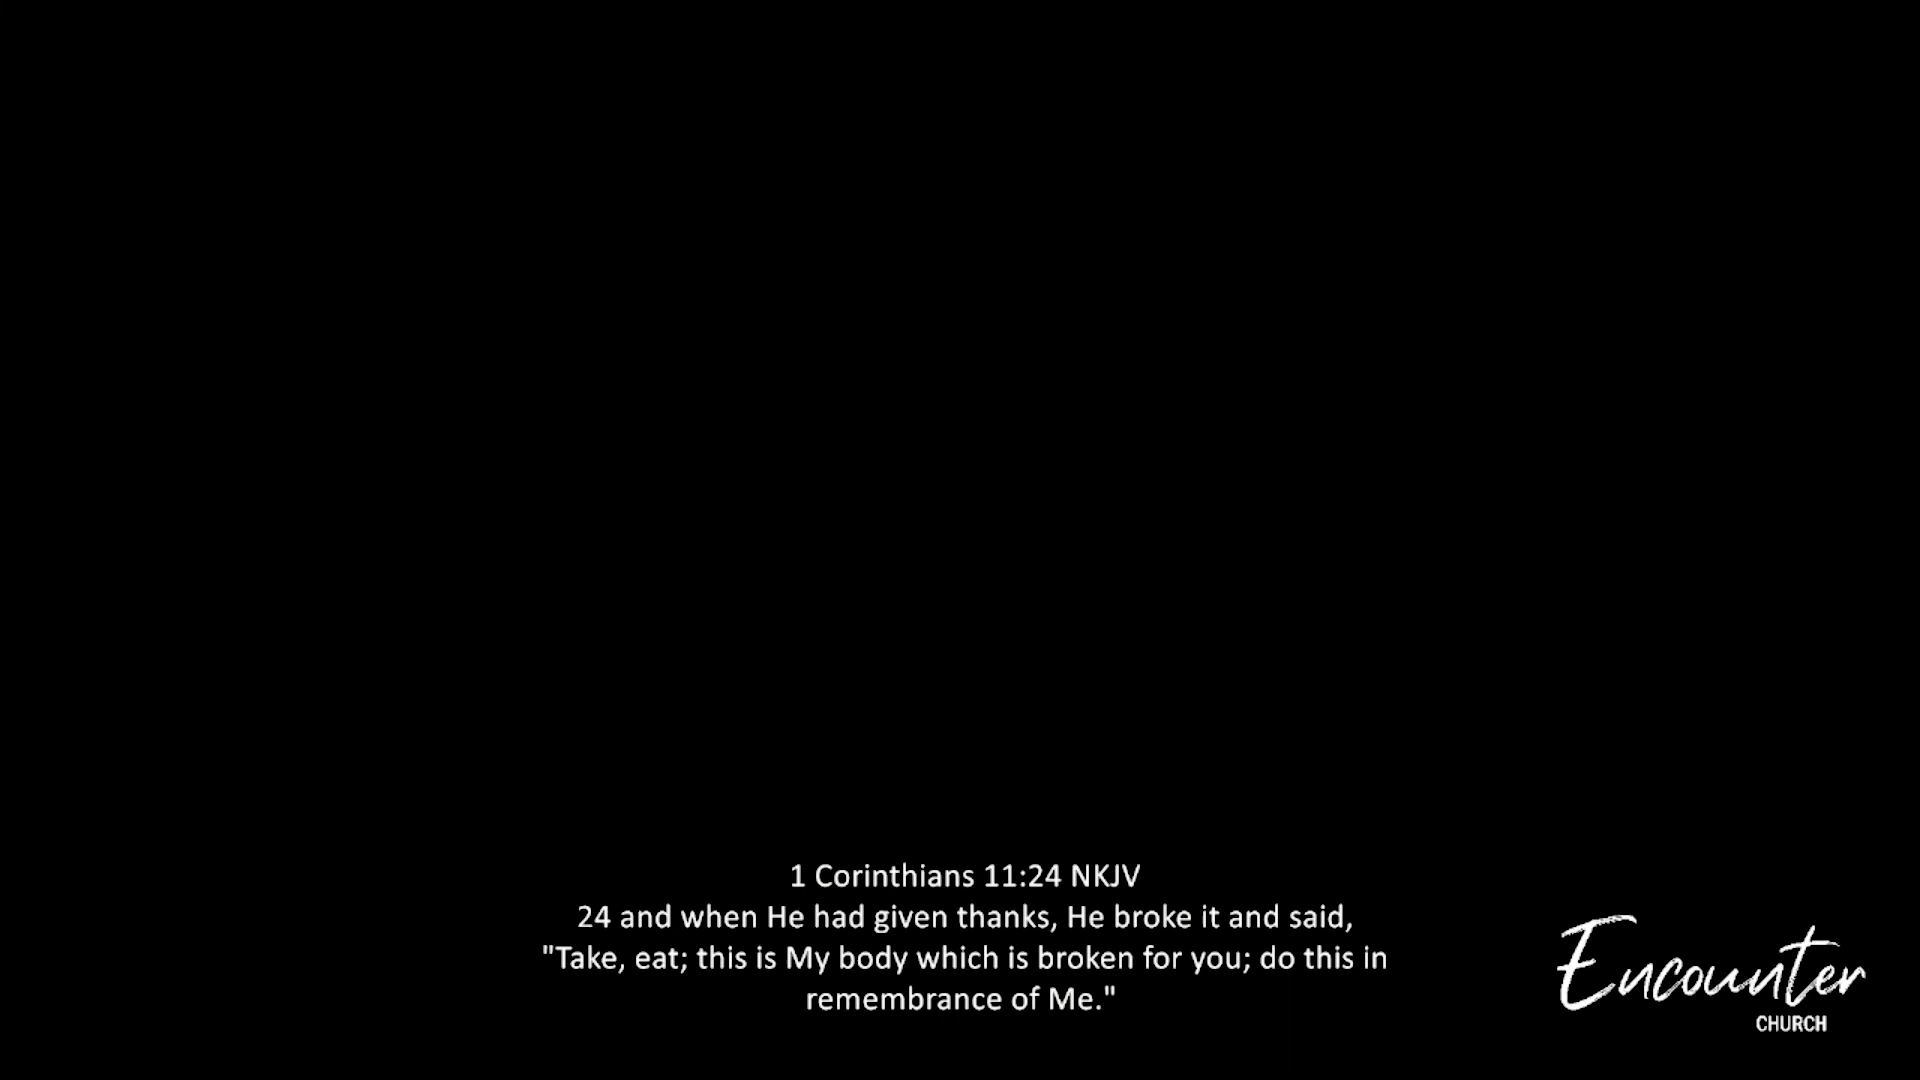 1 Corinthians 11:24 NKJV
24 and when He had given thanks, He broke it and said,
"Take, eat; this is My body which is broken for you; do this in
remembrance of Me."
Encounter
CHURCH